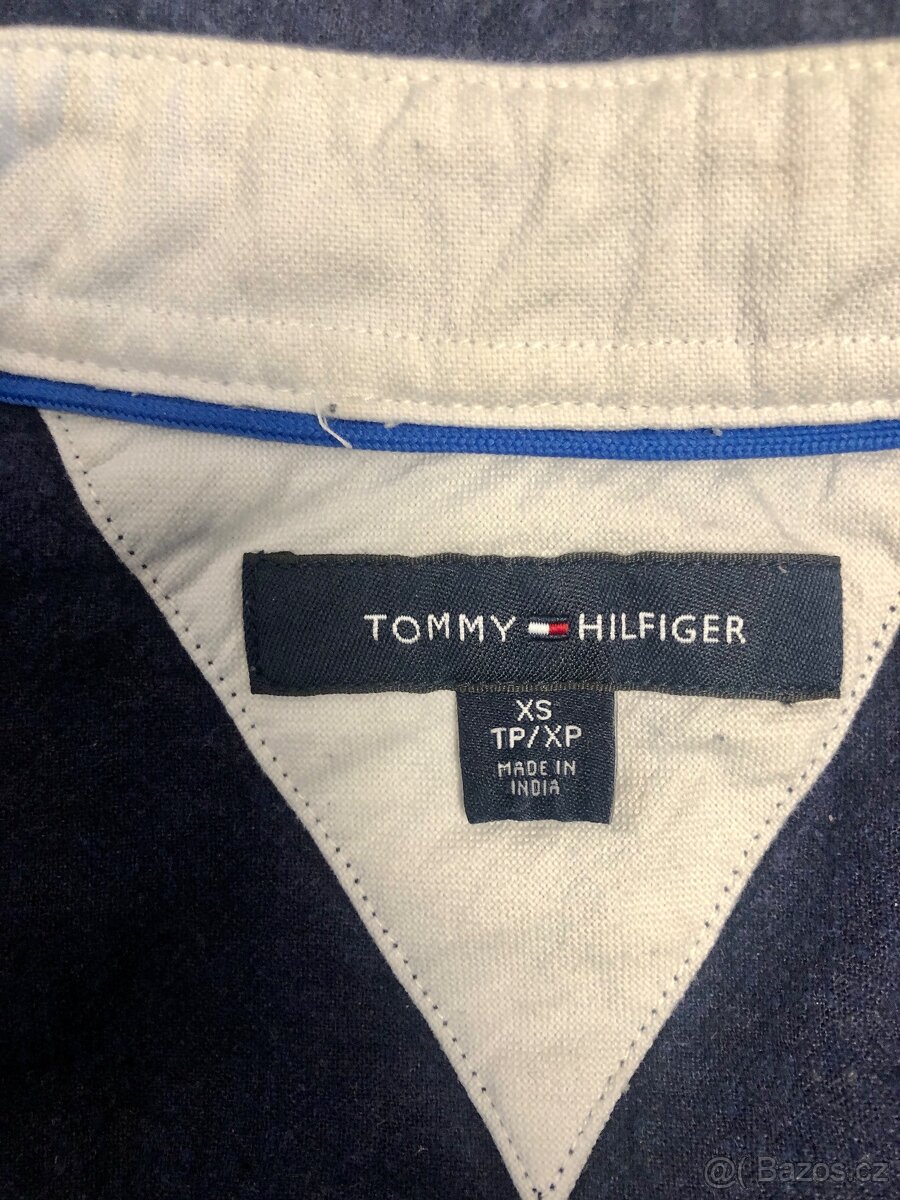 TOMMY HILFIGER
XS
TP/XP
MADE IN
INDIA
@( Bazos.cz